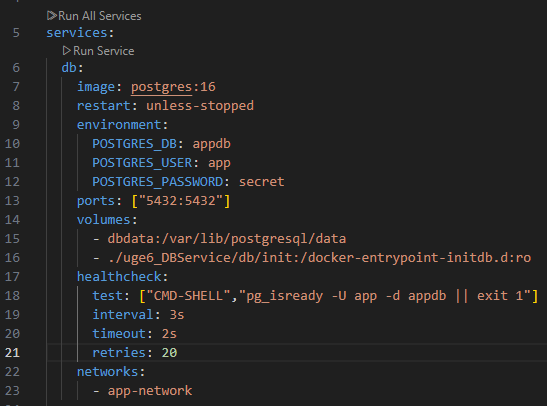 Run All Services
5 services:
Run Service
6 db:
7 image: postgres:16
8 restart: unless-stopped
9 environment:
10 POSTGRES_DB: appdb
11 POSTGRES_USER: app
12 POSTGRES_PASSWORD: secret
13 ports: ["5432:5432"]
14 volumes:
15 - dbdata:/var/lib/postgresql/data
16 - ./uge6_DBService/db/init:/docker-entrypoint-initdb.d:ro
17 healthcheck:
18 test: ["CMD-SHELL","pg_isready -U app -d appdb || exit 1"]
19 interval: 3s
20 timeout: 2s
21 retries: 20
22 networks:
23 - app-network